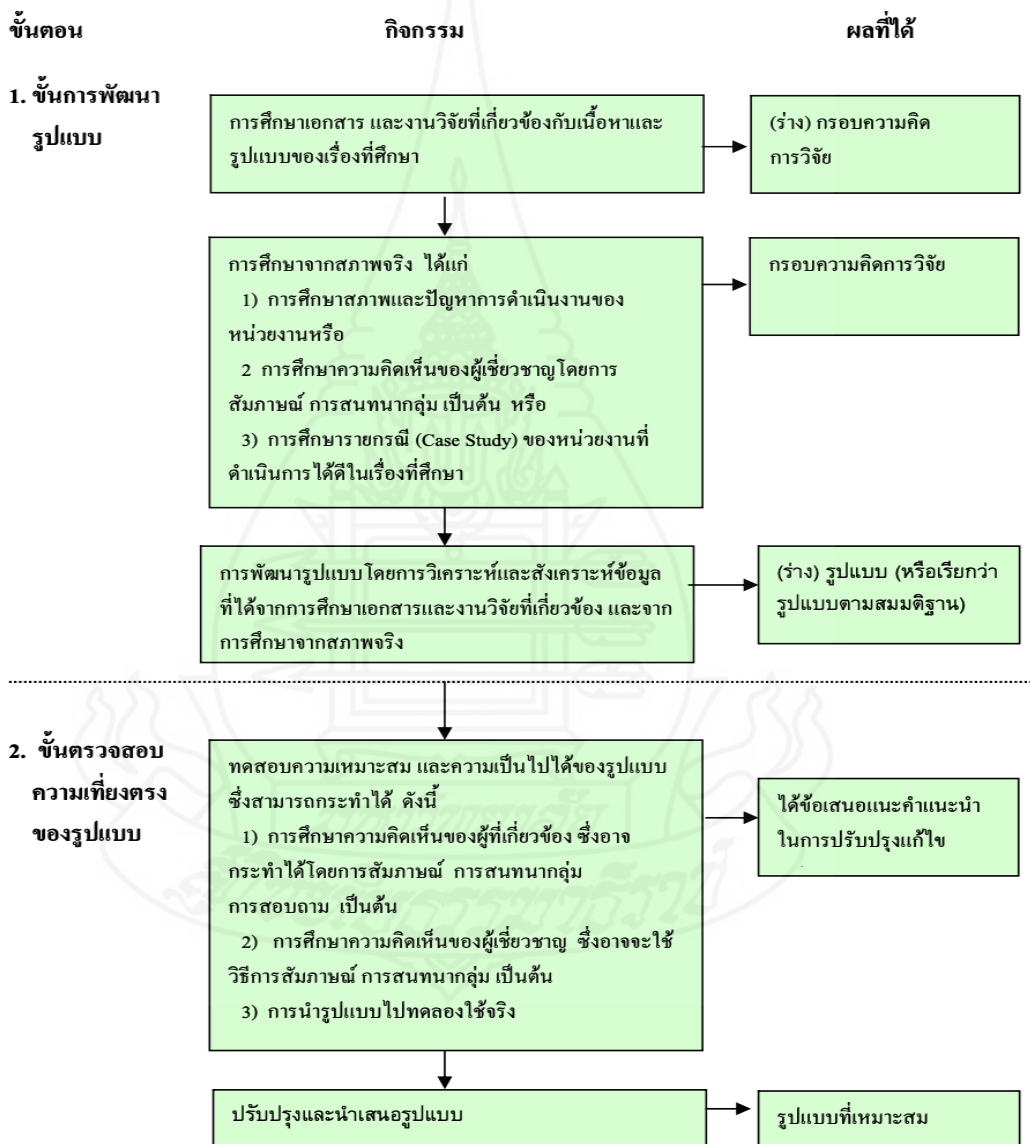 ขั้นตอน
กิจกรรม
ผลที่ได้
1. ขั้นการพัฒนา
รูปแบบ
การศึกษาเอกสาร และงานวิจัยที่เกี่ยวข้องกับเนื้อหาและ
รูปแบบของเรื่องที่ศึกษา
(ร่าง) กรอบความคิด
การวิจัย
การศึกษาจากสภาพจริง ได้แก่
1) การศึกษาสภาพและปัญหาการดำเนินงานของ
หน่วยงานหรือ
2 การศึกษาความคิดเห็นของผู้เชี่ยวชาญโดยการ
สัมภาษณ์ การสนทนากลุ่ม เป็นต้น หรือ
3) การศึกษารายกรณี (Case Study) ของหน่วยงานที่
ดำเนินการได้ดีในเรื่องที่ศึกษา
กรอบความคิดการวิจัย
การพัฒนารูปแบบโดยการวิเคราะห์และสังเคราะห์ข้อมูล
ที่ได้จากการศึกษาเอกสารและงานวิจัยที่เกี่ยวข้อง และจาก
การศึกษาจากสภาพจริง
(ร่าง) รูปแบบ (หรือเรียกว่า
รูปแบบตามสมมติฐาน)
2. ขั้นตรวจสอบ
ความเที่ยงตรง
ของรูปแบบ
ทดสอบความเหมาะสม และความเป็นไปได้ของรูปแบบ
ซึ่งสามารถกระทำได้ ดังนี้
1) การศึกษาความคิดเห็นของผู้ที่เกี่ยวข้อง ซึ่งอาจ
กระทำได้โดยการสัมภาษณ์ การสนทนากลุ่ม
การสอบถาม เป็นต้น
2) การศึกษาความคิดเห็นของผู้เชี่ยวชาญ ซึ่งอาจจะใช้
วิธีการสัมภาษณ์ การสนทนากลุ่ม เป็นต้น
3) การนำรูปแบบไปทดลองใช้จริง
ได้ข้อเสนอแนะคำแนะนำ
ในการปรับปรุงแก้ไข
ปรับปรุงและนำเสนอรูปแบบ
รูปแบบที่เหมาะสม